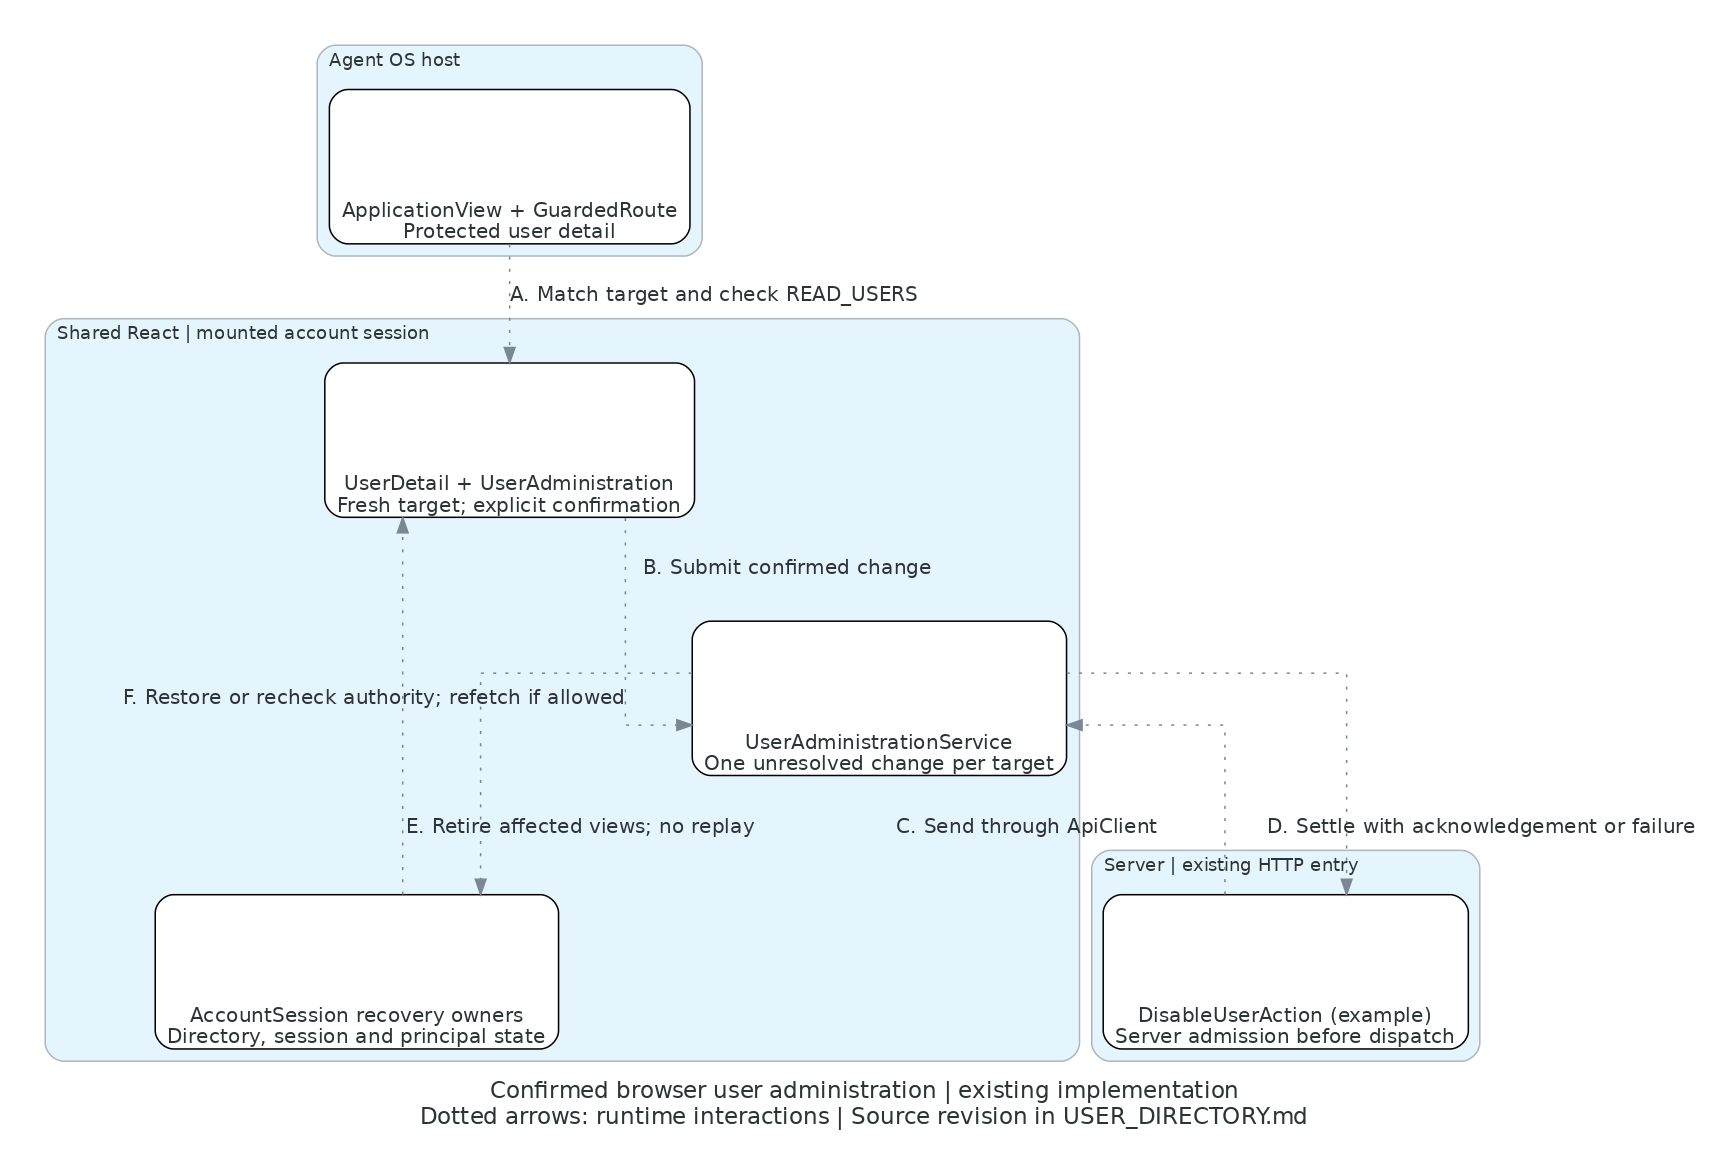 Agent OS host
ApplicationView + GuardedRoute
Protected user detail
A. Match target and check READ_USERS
Shared React | mounted account session
UserDetail + UserAdministration
Fresh target; explicit confirmation
B. Submit confirmed change
F. Restore or recheck authority; refetch if allowed
UserAdministrationService
One unresolved change per target
E. Retire affected views; no replay
C. Send through ApiClient
D. Settle with acknowledgement or failure
Server | existing HTTP entry
AccountSession recovery owners
Directory, session and principal state
DisableUserAction (example)
Server admission before dispatch
Confirmed browser user administration | existing implementation
Dotted arrows: runtime interactions | Source revision in USER_DIRECTORY.md